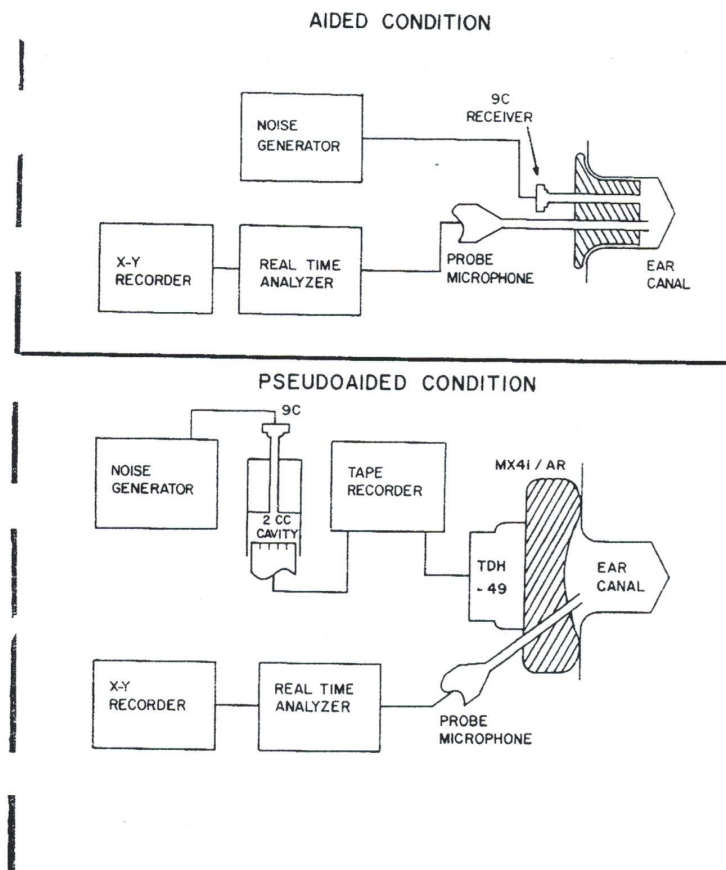 AIDED CONDITION
9C
RECEIVER
NOISE
GENERATOR
X-Y
RECORDER
REAL TIME
ANALYZER
PROBE
MICROPHONE
EAR
CANAL
PSEUDOAIDED CONDITION
9C
NOISE
GENERATOR
2 CC
CAVITY
TAPE
RECORDER
MX41 / AR
TDH
- 49
EAR
CANAL
X-Y
RECORDER
REAL TIME
ANALYZER
PROBE
MICROPHONE